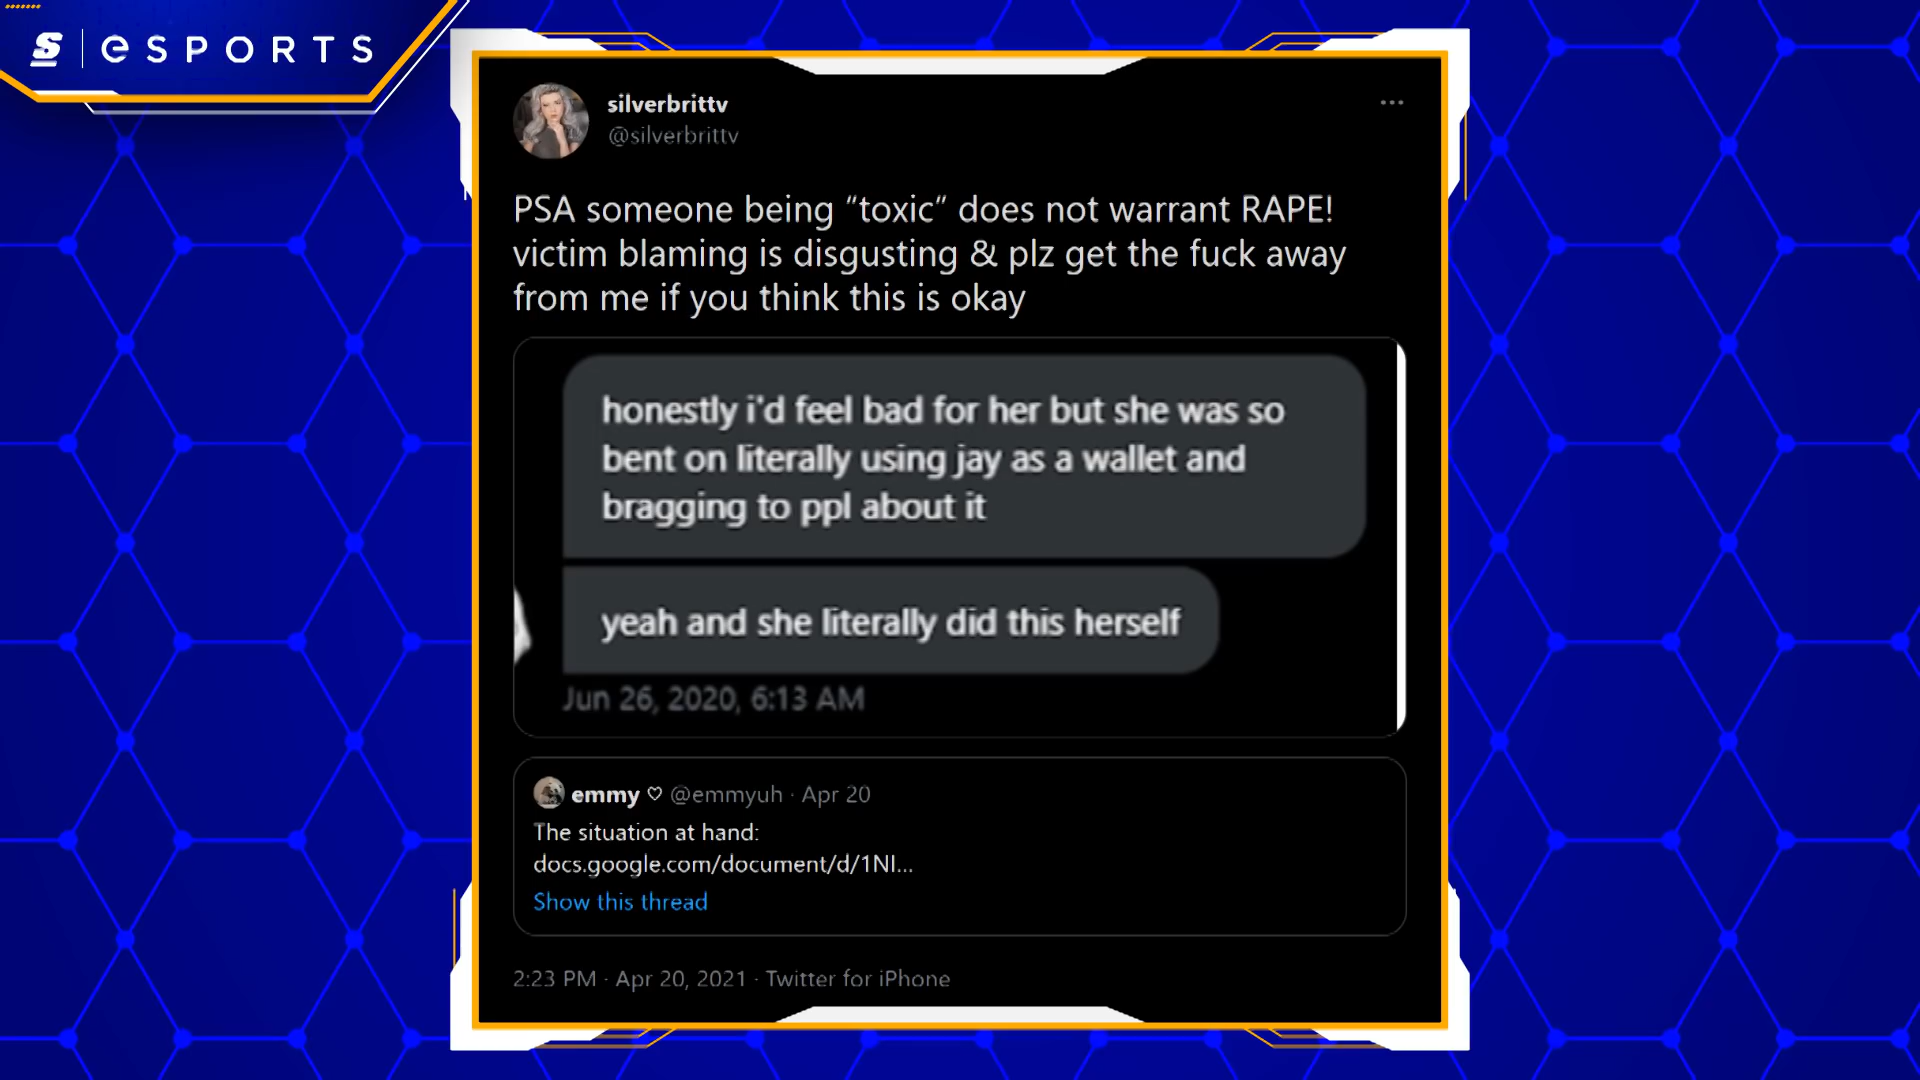 eSPORTS
silverbrittv
@silverbrittv
PSA someone being “toxic” does not warrant RAPE!
victim blaming is disgusting & plz get the fuck away
from me if you think this is okay
honestly i'd feel bad for her but she was so
bent on literally using jay as a wallet and
bragging to ppl about it
yeah and she literally did this herself
Jun 26, 2020, 6:13 AM
emmy ♡ @emmyuh · Apr 20
The situation at hand:
docs.google.com/document/d/1NI...
Show this thread
2:23 PM · Apr 20, 2021 · Twitter for iPhone